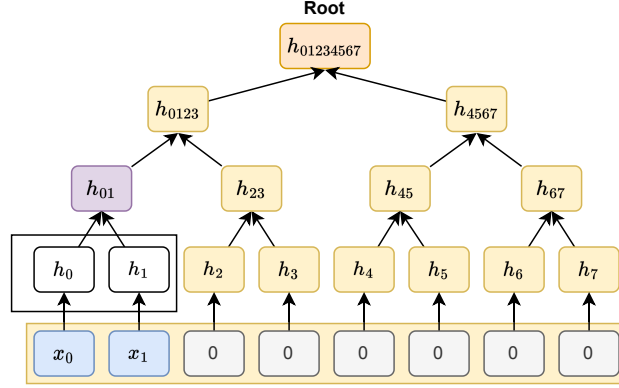 Root
h₀₁₂₃₄₅₆₇
h₀₁₂₃ h₄₅₆₇
h₀₁ h₂₃ h₄₅ h₆₇
h₀ h₁ h₂ h₃ h₄ h₅ h₆ h₇
x₀ x₁ 0 0 0 0 0 0